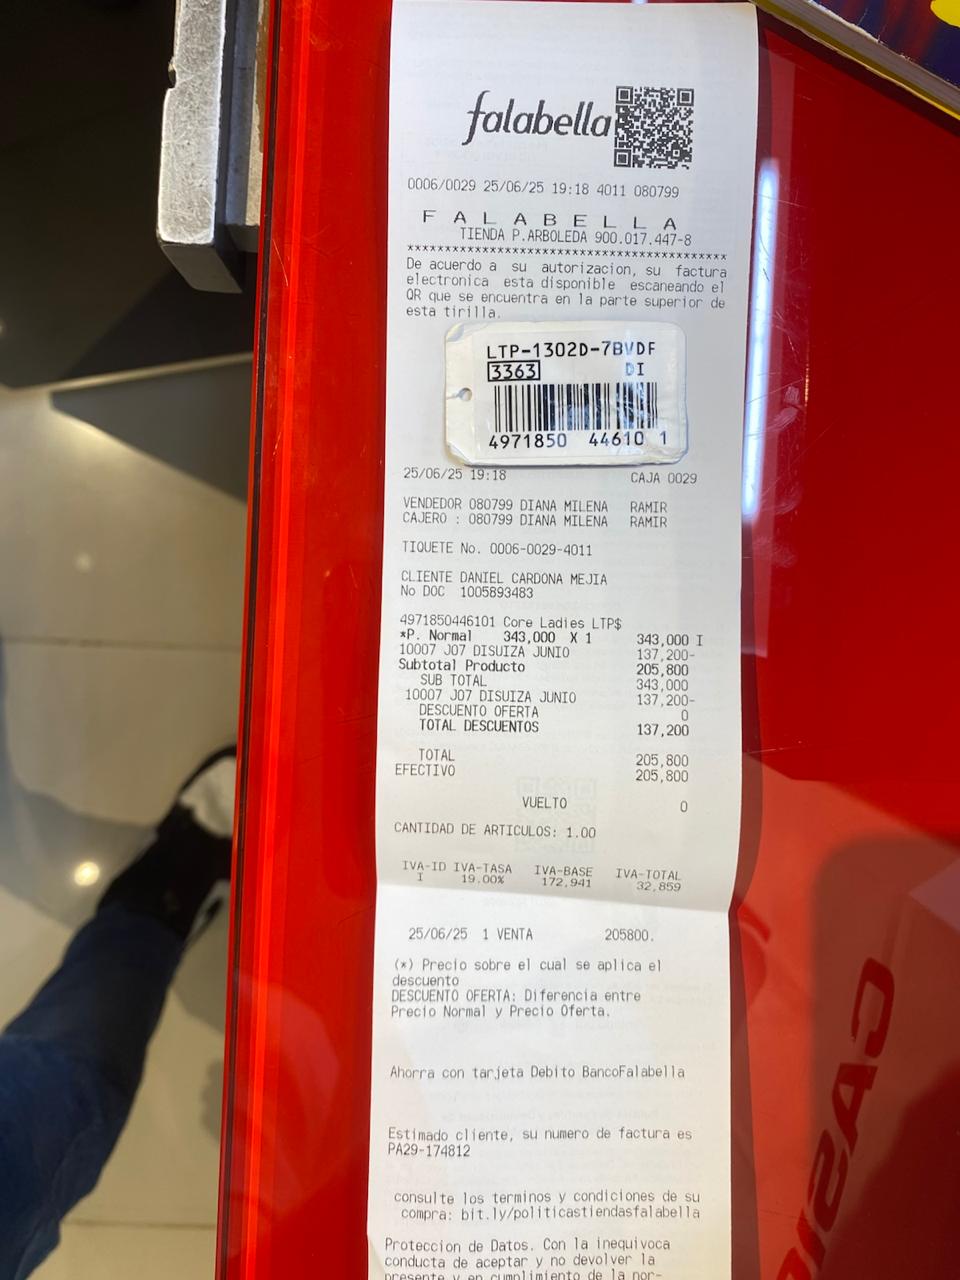 falabella
0006/0029 25/06/25 19:18 4011 080799
F A L A B E L L A
TIENDA P.ARBOLEDA 900.017.447-8
***************************************************
De acuerdo a su autorizacion, su factura
electronica esta disponible escaneando el
QR que se encuentra en la parte superior de
esta tirilla.
LTP-1302D-7BVDF
3363 DI
4971850 44610 1
25/06/25 19:18 CAJA 0029
VENDEDOR 080799 DIANA MILENA RAMIR
CAJERO : 080799 DIANA MILENA RAMIR
TIQUETE No. 0006-0029-4011
CLIENTE DANIEL CARDONA MEJIA
No DOC 1005893483
4971850446101 Core Ladies LTP$
*P. Normal 343,000 X 1 343,000 I
10007 J07 DISUIZA JUNIO 137,200-
Subtotal Producto 205,800
SUB TOTAL 343,000
10007 J07 DISUIZA JUNIO 137,200-
DESCUENTO OFERTA 0
TOTAL DESCUENTOS 137,200
TOTAL 205,800
EFECTIVO 205,800
VUELTO 0
CANTIDAD DE ARTICULOS: 1.00
IVA-ID IVA-TASA IVA-BASE IVA-TOTAL
I 19.00% 172,941 32,859
25/06/25 1 VENTA 205800.
(*) Precio sobre el cual se aplica el
descuento
DESCUENTO OFERTA: Diferencia entre
Precio Normal y Precio Oferta.
Ahorra con tarjeta Debito BancoFalabella
Estimado cliente, su numero de factura es
PA29-174812
consulte los terminos y condiciones de su
compra: bit.ly/politicastiendasfalabella
Proteccion de Datos. Con la inequivoca
conducta de aceptar y no devolver la
presente y en cumplimiento de la nor-
CASIO